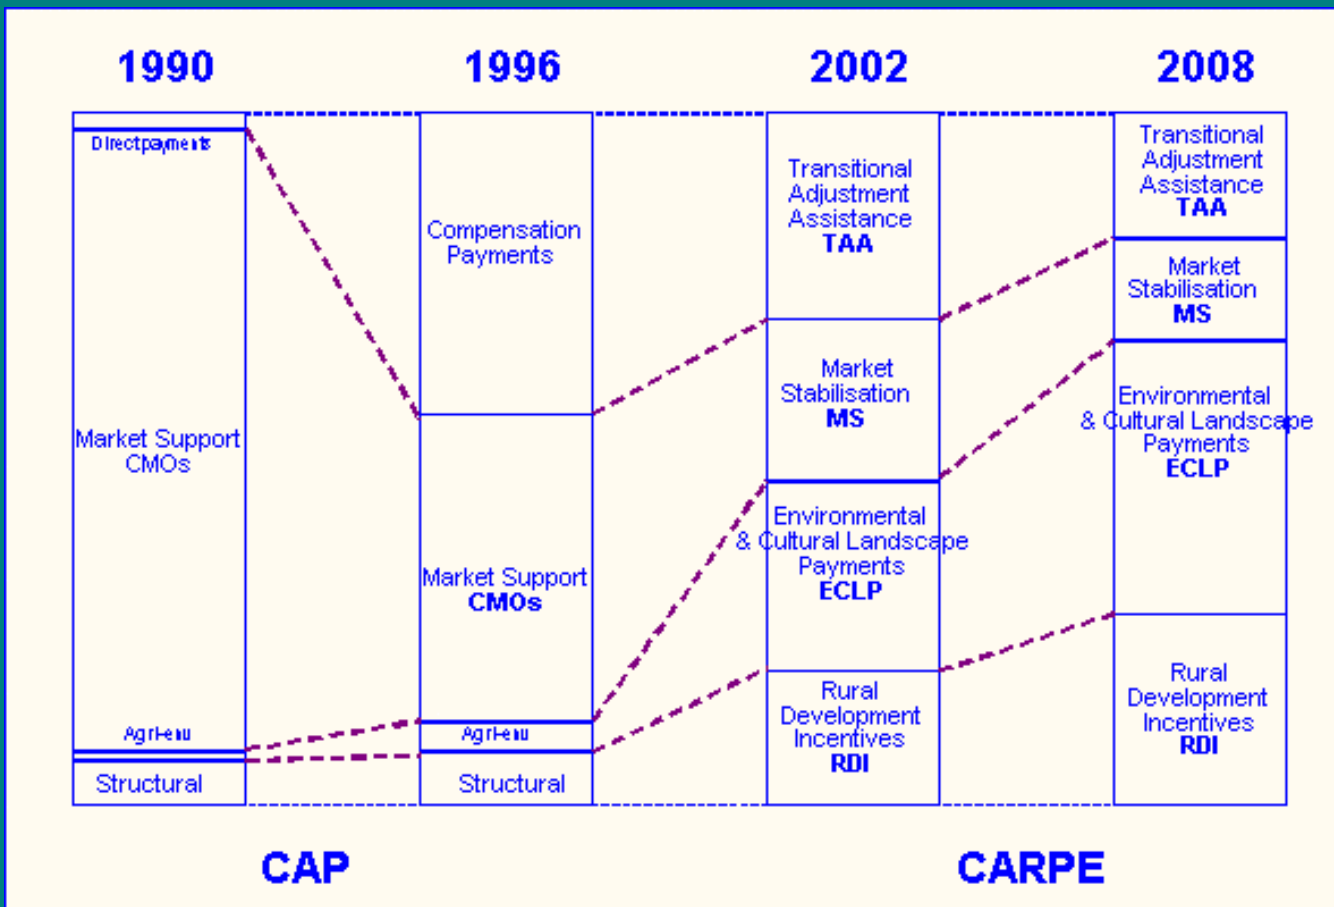 1990
1996
2002
2008
Direct payments
Market Support
CMOs
Agri-env
Structural
Compensation
Payments
Market Support
CMOs
Agri-env
Structural
Transitional
Adjustment
Assistance
TAA
Market
Stabilisation
MS
Environmental
& Cultural Landscape
Payments
ECLP
Rural
Development
Incentives
RDI
Transitional
Adjustment
Assistance
TAA
Market
Stabilisation
MS
Environmental
& Cultural Landscape
Payments
ECLP
Rural
Development
Incentives
RDI
CAP
CARPE